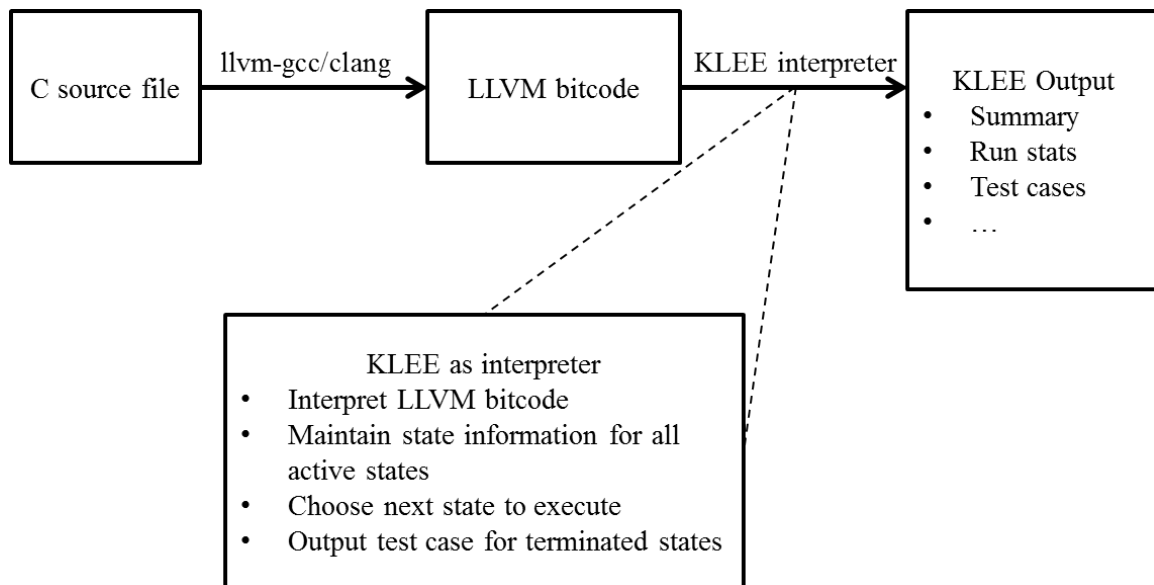 C source file
llvm-gcc/clang
LLVM bitcode
KLEE interpreter
KLEE Output
• Summary
• Run stats
• Test cases
• …
KLEE as interpreter
• Interpret LLVM bitcode
• Maintain state information for all
active states
• Choose next state to execute
• Output test case for terminated states